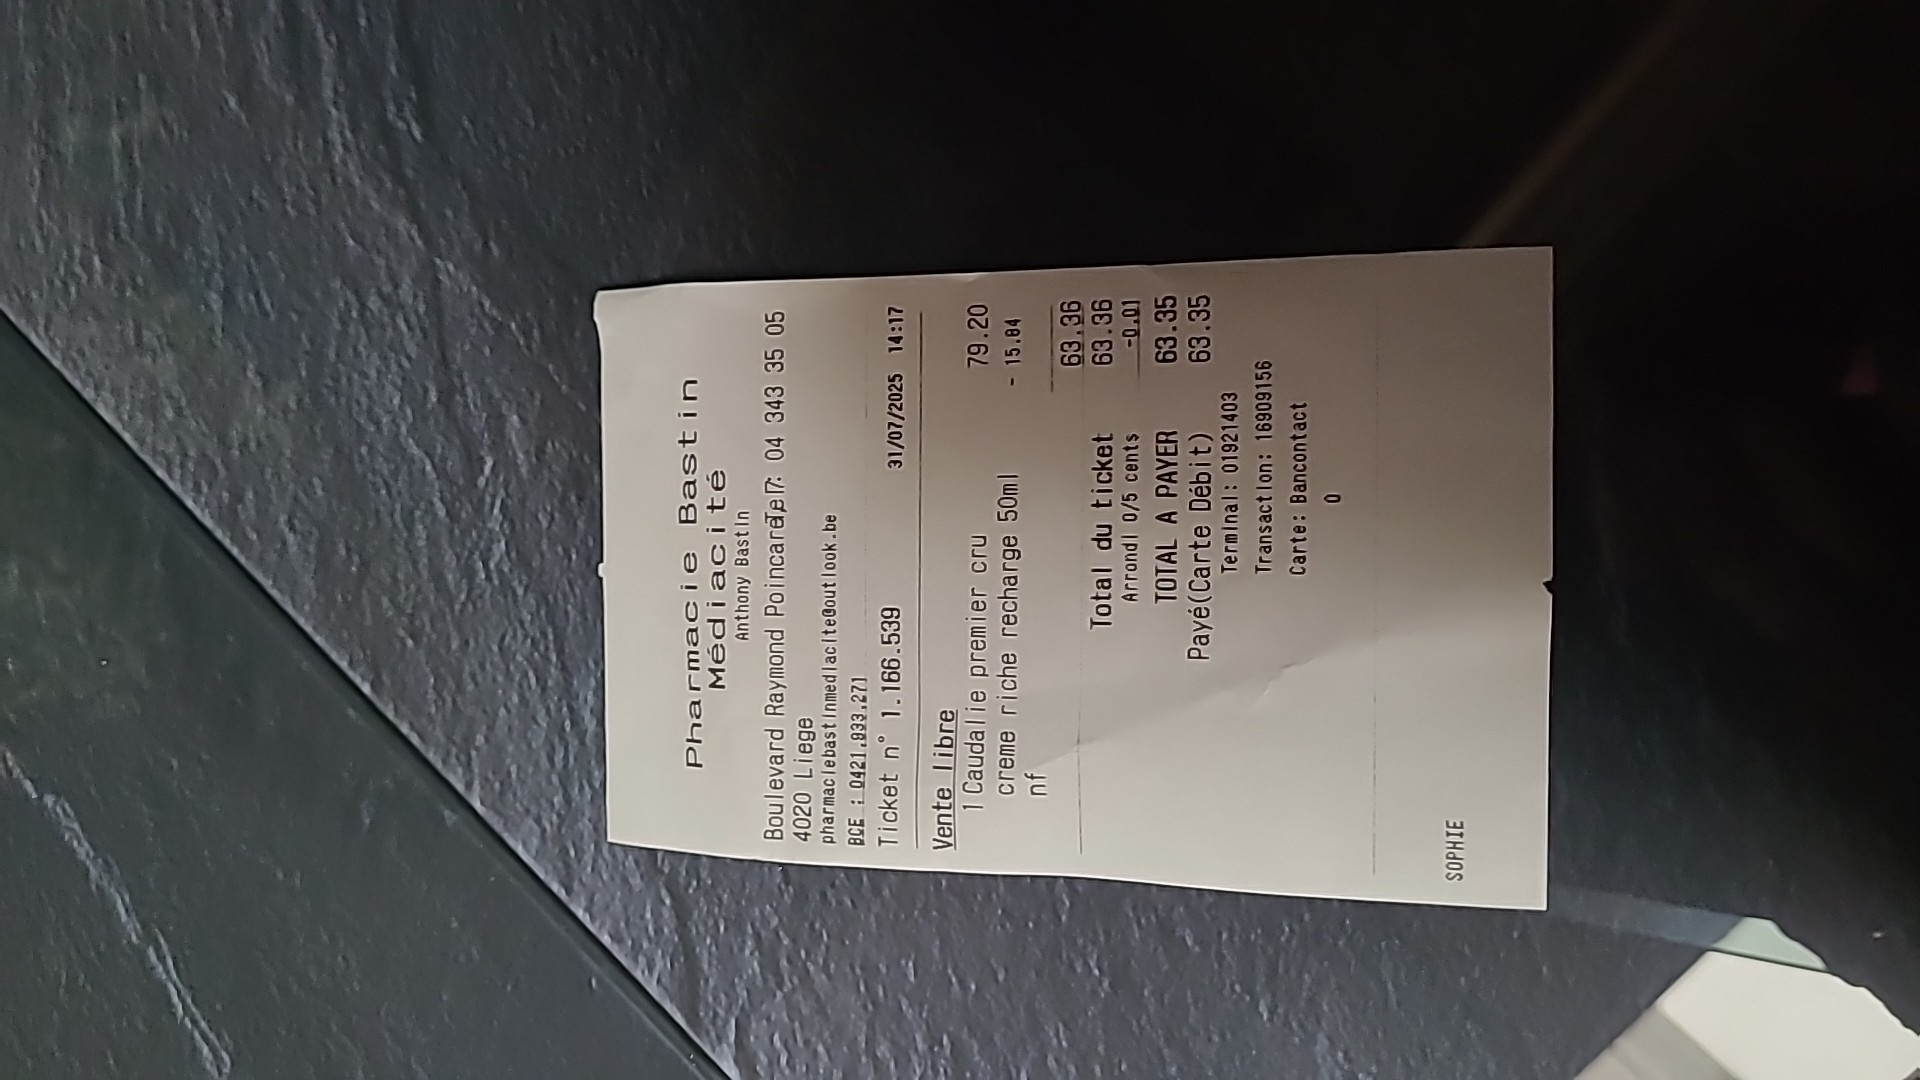 Pharmacie Bastin
Médiacité
Anthony Bastin
Boulevard Raymond Poincaré, 7 Tel: 04 343 35 05
4020 Liege
pharmaciebastinmediacite@outlook.be
BCE : 0421.933.271
Ticket n° 1.166.539 31/07/2025 14:17
Vente libre
1 Caudalie premier cru 79.20
creme riche recharge 50ml - 15.84
nf
63.36
Total du ticket 63.36
Arrondi 0/5 cents -0.01
TOTAL A PAYER 63.35
Payé(Carte Débit) 63.35
Terminal: 01921403
Transaction: 16909156
Carte: Bancontact
0
SOPHIE